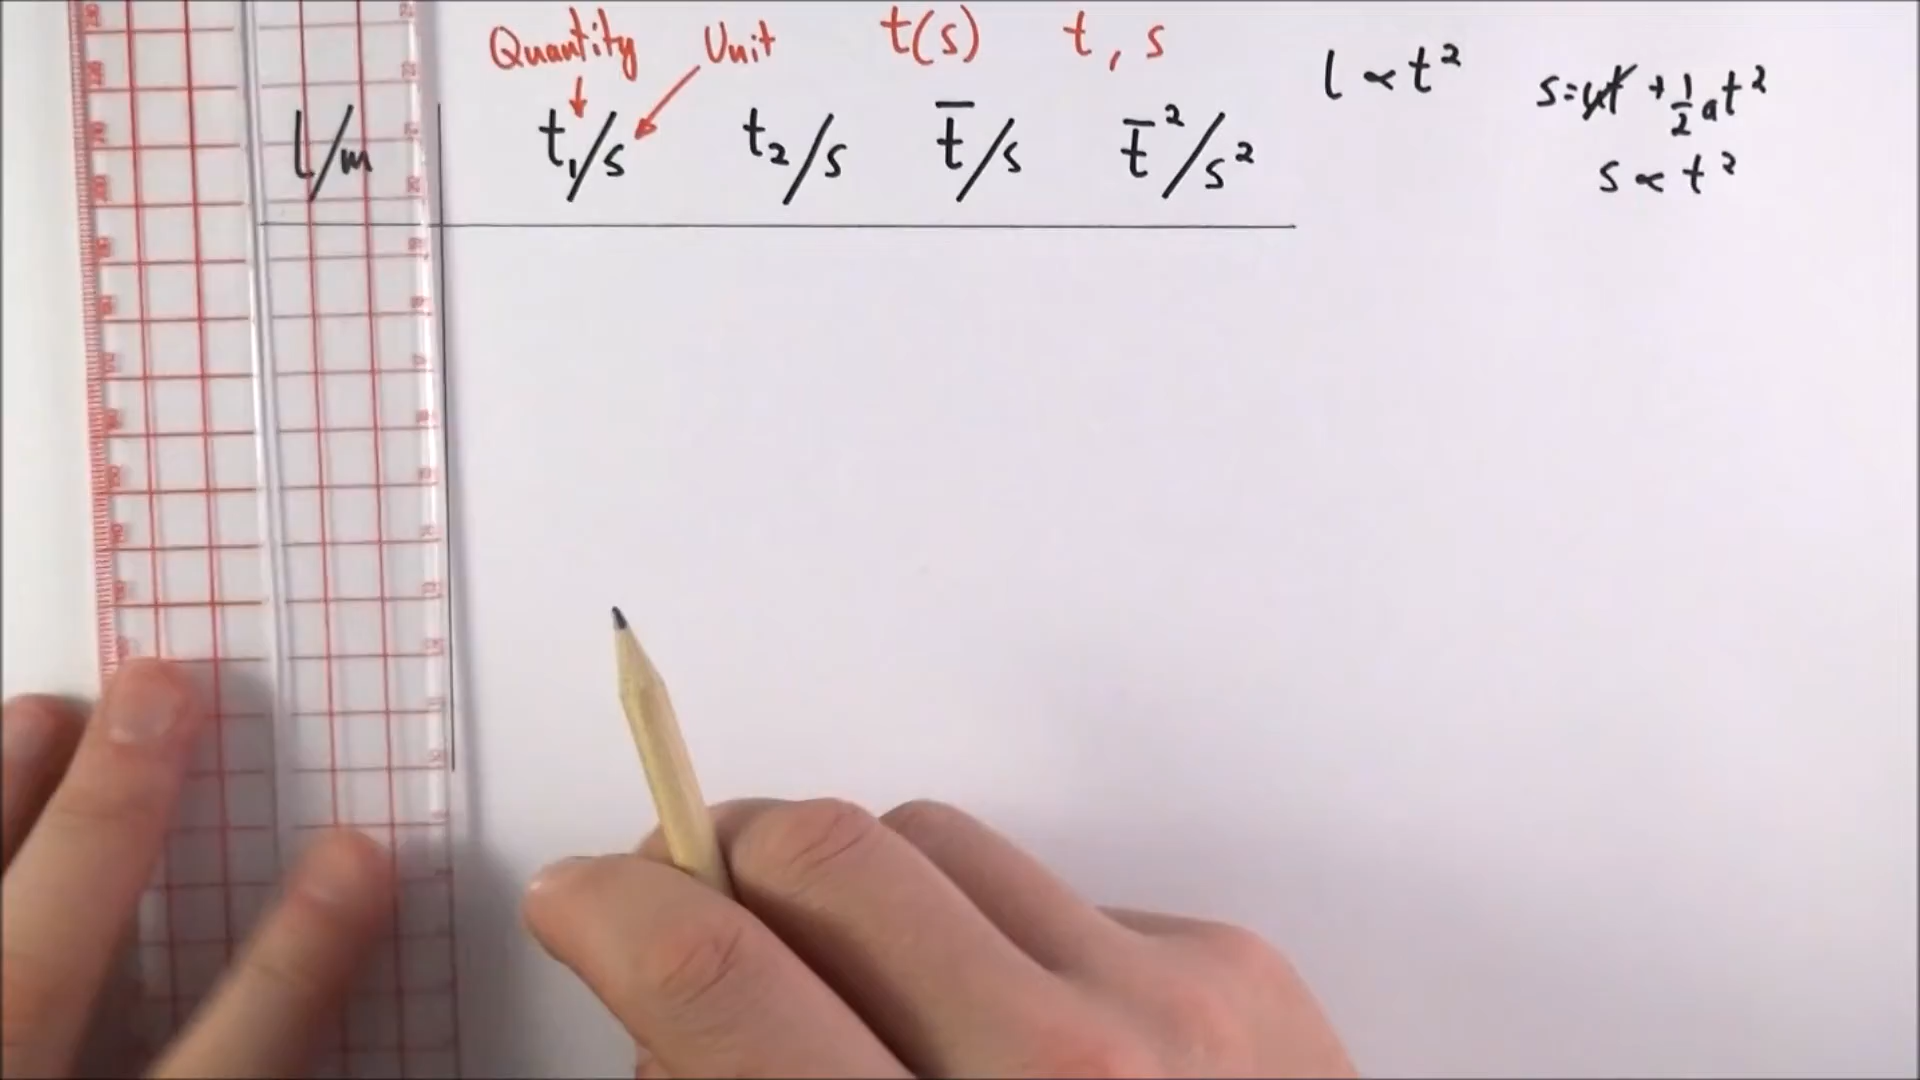 Quantity Unit t(s) t, s
l ∝ t² s = ut + ½at²
l/m t₁/s t₂/s t̄/s t̄²/s²
s ∝ t²